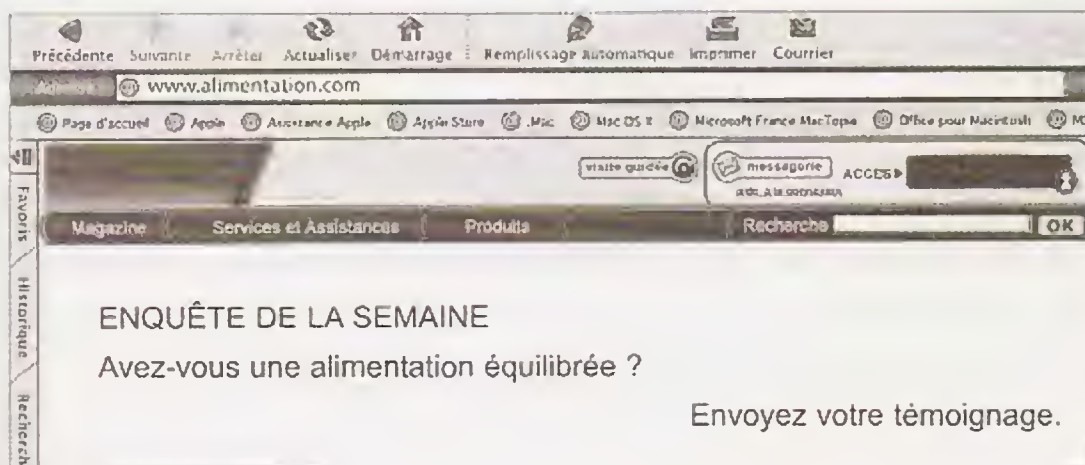 Précédente Suivante Arrêter Actualiser Démarrage Remplissage automatique Imprimer Courrier
www.alimentation.com
Page d'accueil Apple Assistance Apple Apple Store .Mac Mac OS X Microsoft France MacTopia Office pour Macintosh
visite guidée messagerie ACCES
Magazine Services et Assistances Produits Recherche OK
Favoris
Historique
Recherch
ENQUÊTE DE LA SEMAINE
Avez-vous une alimentation équilibrée ?
Envoyez votre témoignage.